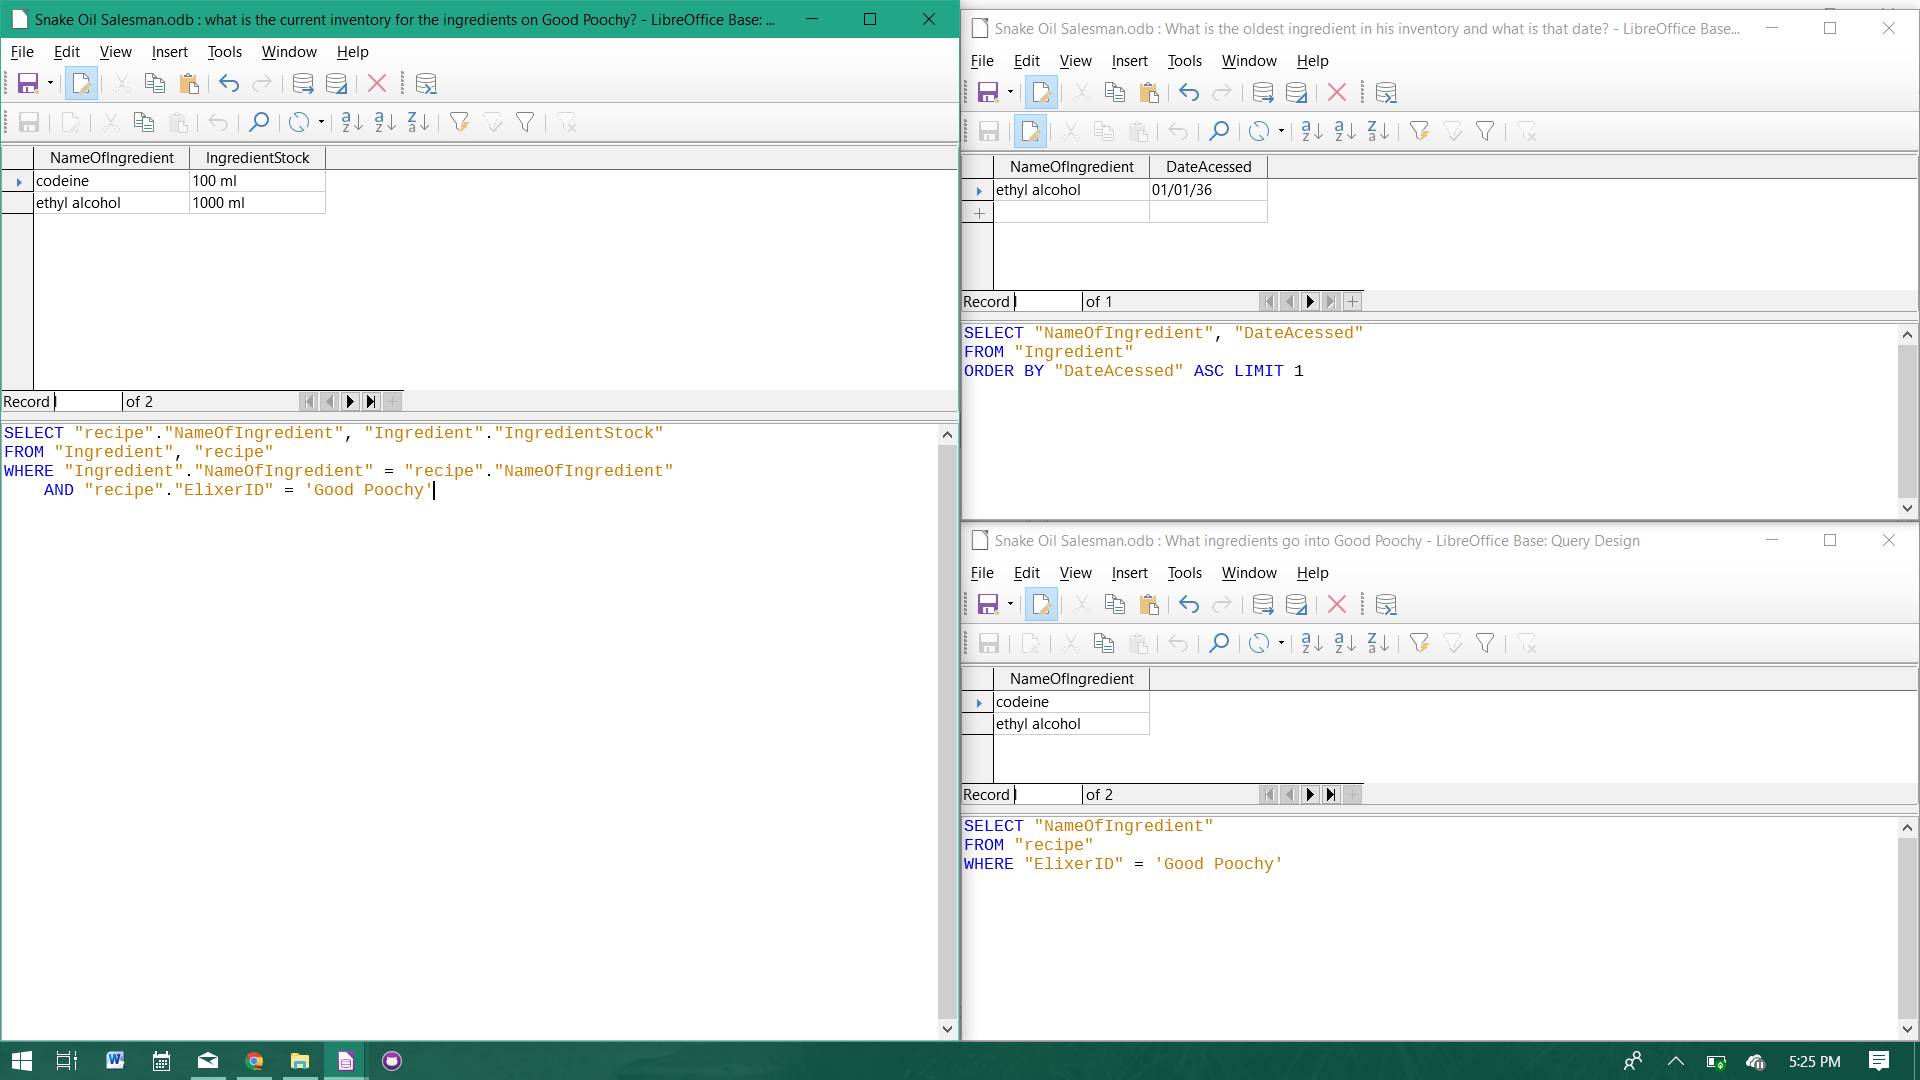 Snake Oil Salesman.odb : what is the current inventory for the ingredients on Good Poochy? - LibreOffice Base: ...
File Edit View Insert Tools Window Help
NameOfIngredient IngredientStock
codeine 100 ml
ethyl alcohol 1000 ml
Record of 2
SELECT "recipe"."NameOfIngredient", "Ingredient"."IngredientStock"
FROM "Ingredient", "recipe"
WHERE "Ingredient"."NameOfIngredient" = "recipe"."NameOfIngredient"
AND "recipe"."ElixerID" = 'Good Poochy'
Snake Oil Salesman.odb : What is the oldest ingredient in his inventory and what is that date? - LibreOffice Base...
File Edit View Insert Tools Window Help
NameOfIngredient DateAcessed
ethyl alcohol 01/01/36
Record of 1
SELECT "NameOfIngredient", "DateAcessed"
FROM "Ingredient"
ORDER BY "DateAcessed" ASC LIMIT 1
Snake Oil Salesman.odb : What ingredients go into Good Poochy - LibreOffice Base: Query Design
File Edit View Insert Tools Window Help
NameOfIngredient
codeine
ethyl alcohol
Record of 2
SELECT "NameOfIngredient"
FROM "recipe"
WHERE "ElixerID" = 'Good Poochy'
5:25 PM